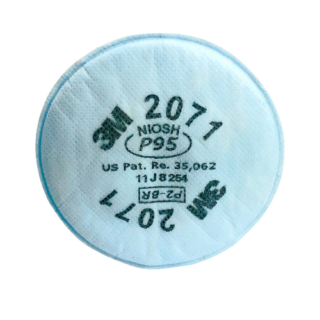 3M 2071
NIOSH
P95
US Pat. Re. 35,062
11J8254
P2-BR
3M 2071